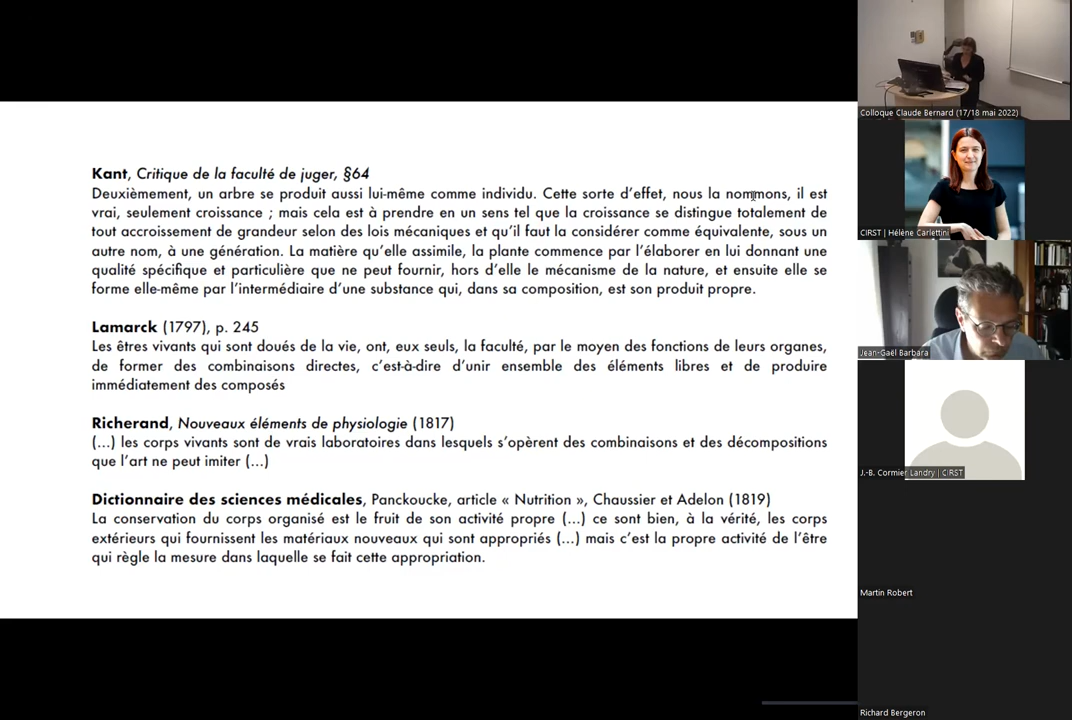 Kant, Critique de la faculté de juger, §64
Deuxièmement, un arbre se produit aussi lui-même comme individu. Cette sorte d'effet, nous la nommons, il est
vrai, seulement croissance ; mais cela est à prendre en un sens tel que la croissance se distingue totalement de
tout accroissement de grandeur selon des lois mécaniques et qu'il faut la considérer comme équivalente, sous un
autre nom, à une génération. La matière qu'elle assimile, la plante commence par l'élaborer en lui donnant une
qualité spécifique et particulière que ne peut fournir, hors d'elle le mécanisme de la nature, et ensuite elle se
forme elle-même par l'intermédiaire d'une substance qui, dans sa composition, est son produit propre.
Lamarck (1797), p. 245
Les êtres vivants qui sont doués de la vie, ont, eux seuls, la faculté, par le moyen des fonctions de leurs organes,
de former des combinaisons directes, c'est-à-dire d'unir ensemble des éléments libres et de produire
immédiatement des composés
Richerand, Nouveaux éléments de physiologie (1817)
(…) les corps vivants sont de vrais laboratoires dans lesquels s'opèrent des combinaisons et des décompositions
que l'art ne peut imiter (…)
Dictionnaire des sciences médicales, Panckoucke, article « Nutrition », Chaussier et Adelon (1819)
La conservation du corps organisé est le fruit de son activité propre (…) ce sont bien, à la vérité, les corps
extérieurs qui fournissent les matériaux nouveaux qui sont appropriés (…) mais c'est la propre activité de l'être
qui règle la mesure dans laquelle se fait cette appropriation.
Colloque Claude Bernard (17/18 mai 2022)
CIRST | Hélène Carlettini
Jean-Gaël Barbara
J.-B. Cormier Landry | CIRST
Martin Robert
Richard Bergeron